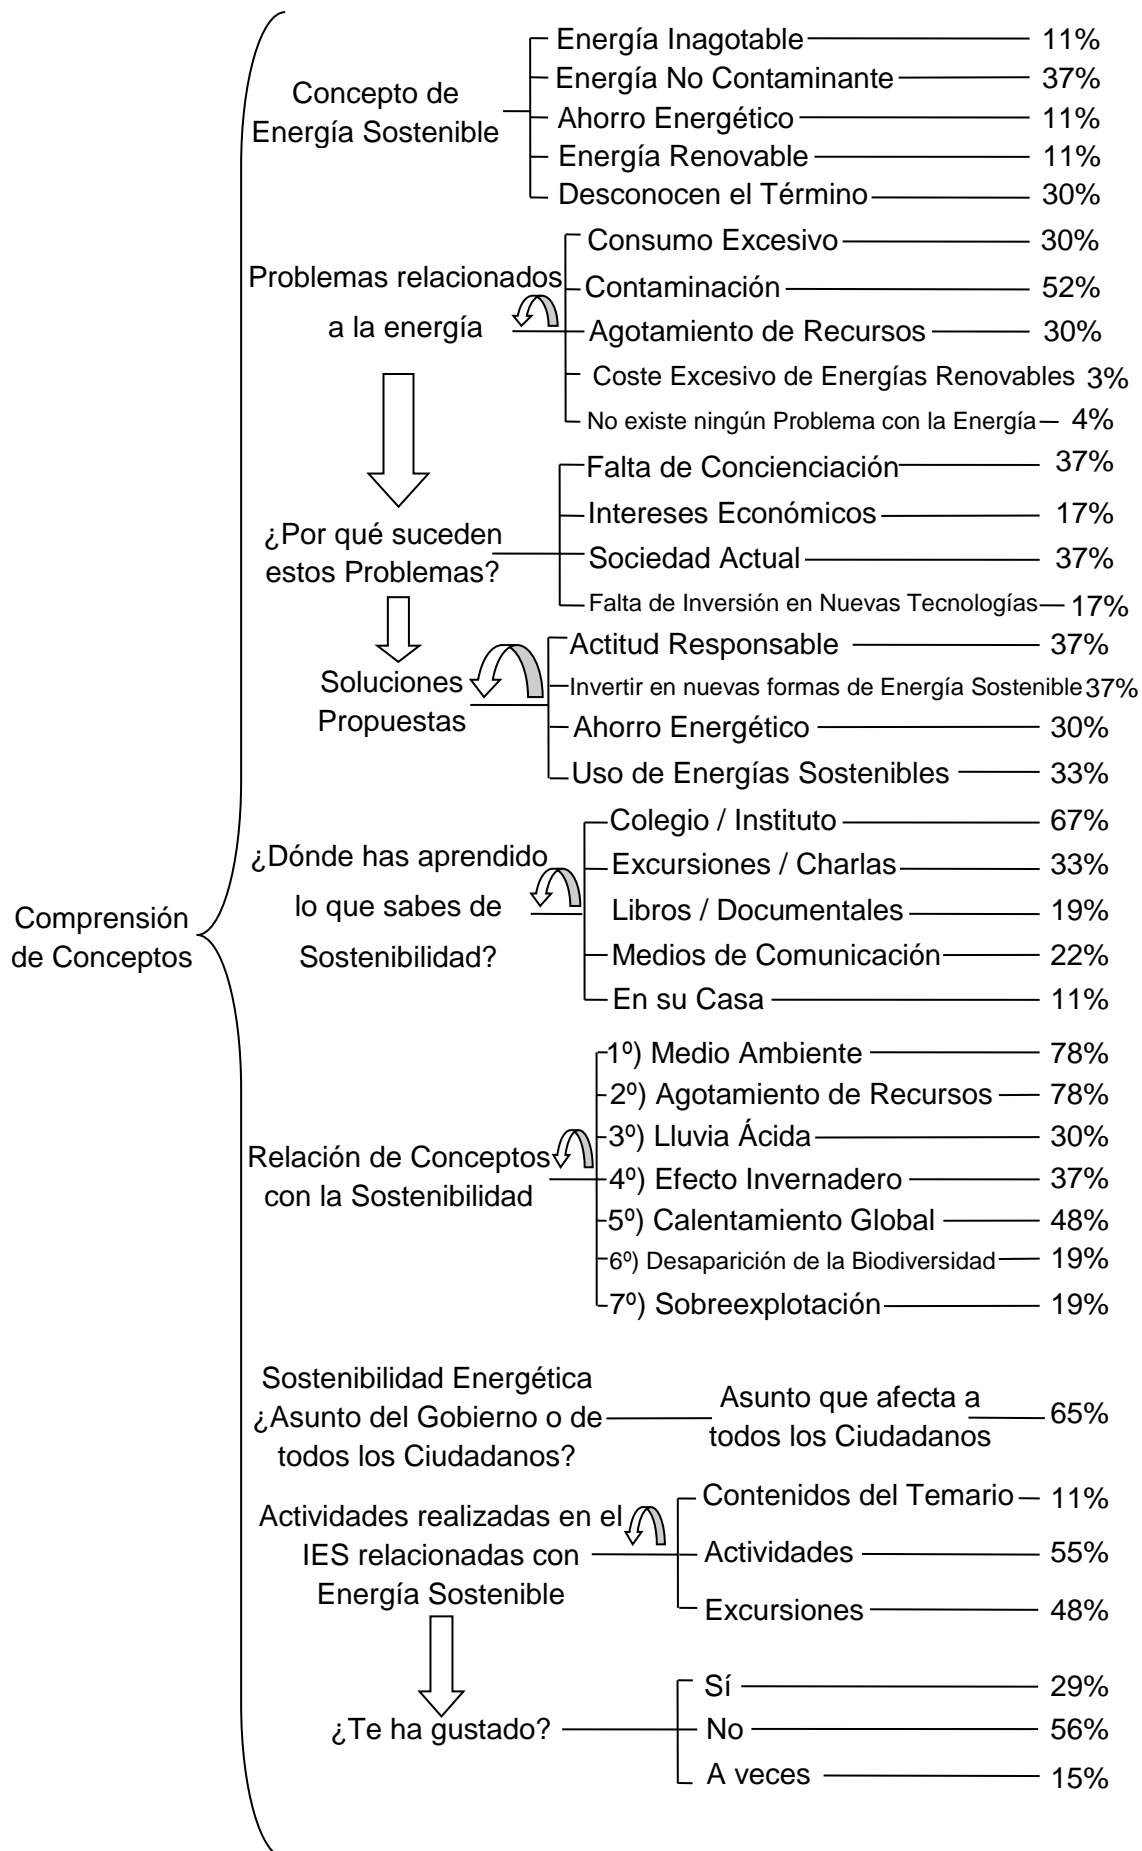 Comprensión
de Conceptos
Concepto de
Energía Sostenible
Energía Inagotable 11%
Energía No Contaminante 37%
Ahorro Energético 11%
Energía Renovable 11%
Desconocen el Término 30%
Problemas relacionados
a la energía
Consumo Excesivo 30%
Contaminación 52%
Agotamiento de Recursos 30%
Coste Excesivo de Energías Renovables 3%
No existe ningún Problema con la Energía 4%
¿Por qué suceden
estos Problemas?
Falta de Concienciación 37%
Intereses Económicos 17%
Sociedad Actual 37%
Falta de Inversión en Nuevas Tecnologías 17%
Soluciones
Propuestas
Actitud Responsable 37%
Invertir en nuevas formas de Energía Sostenible 37%
Ahorro Energético 30%
Uso de Energías Sostenibles 33%
¿Dónde has aprendido
lo que sabes de
Sostenibilidad?
Colegio / Instituto 67%
Excursiones / Charlas 33%
Libros / Documentales 19%
Medios de Comunicación 22%
En su Casa 11%
Relación de Conceptos
con la Sostenibilidad
1º) Medio Ambiente 78%
2º) Agotamiento de Recursos 78%
3º) Lluvia Ácida 30%
4º) Efecto Invernadero 37%
5º) Calentamiento Global 48%
6º) Desaparición de la Biodiversidad 19%
7º) Sobreexplotación 19%
Sostenibilidad Energética
¿Asunto del Gobierno o de
todos los Ciudadanos?
Asunto que afecta a
todos los Ciudadanos
65%
Actividades realizadas en el
IES relacionadas con
Energía Sostenible
Contenidos del Temario 11%
Actividades 55%
Excursiones 48%
¿Te ha gustado?
Sí 29%
No 56%
A veces 15%